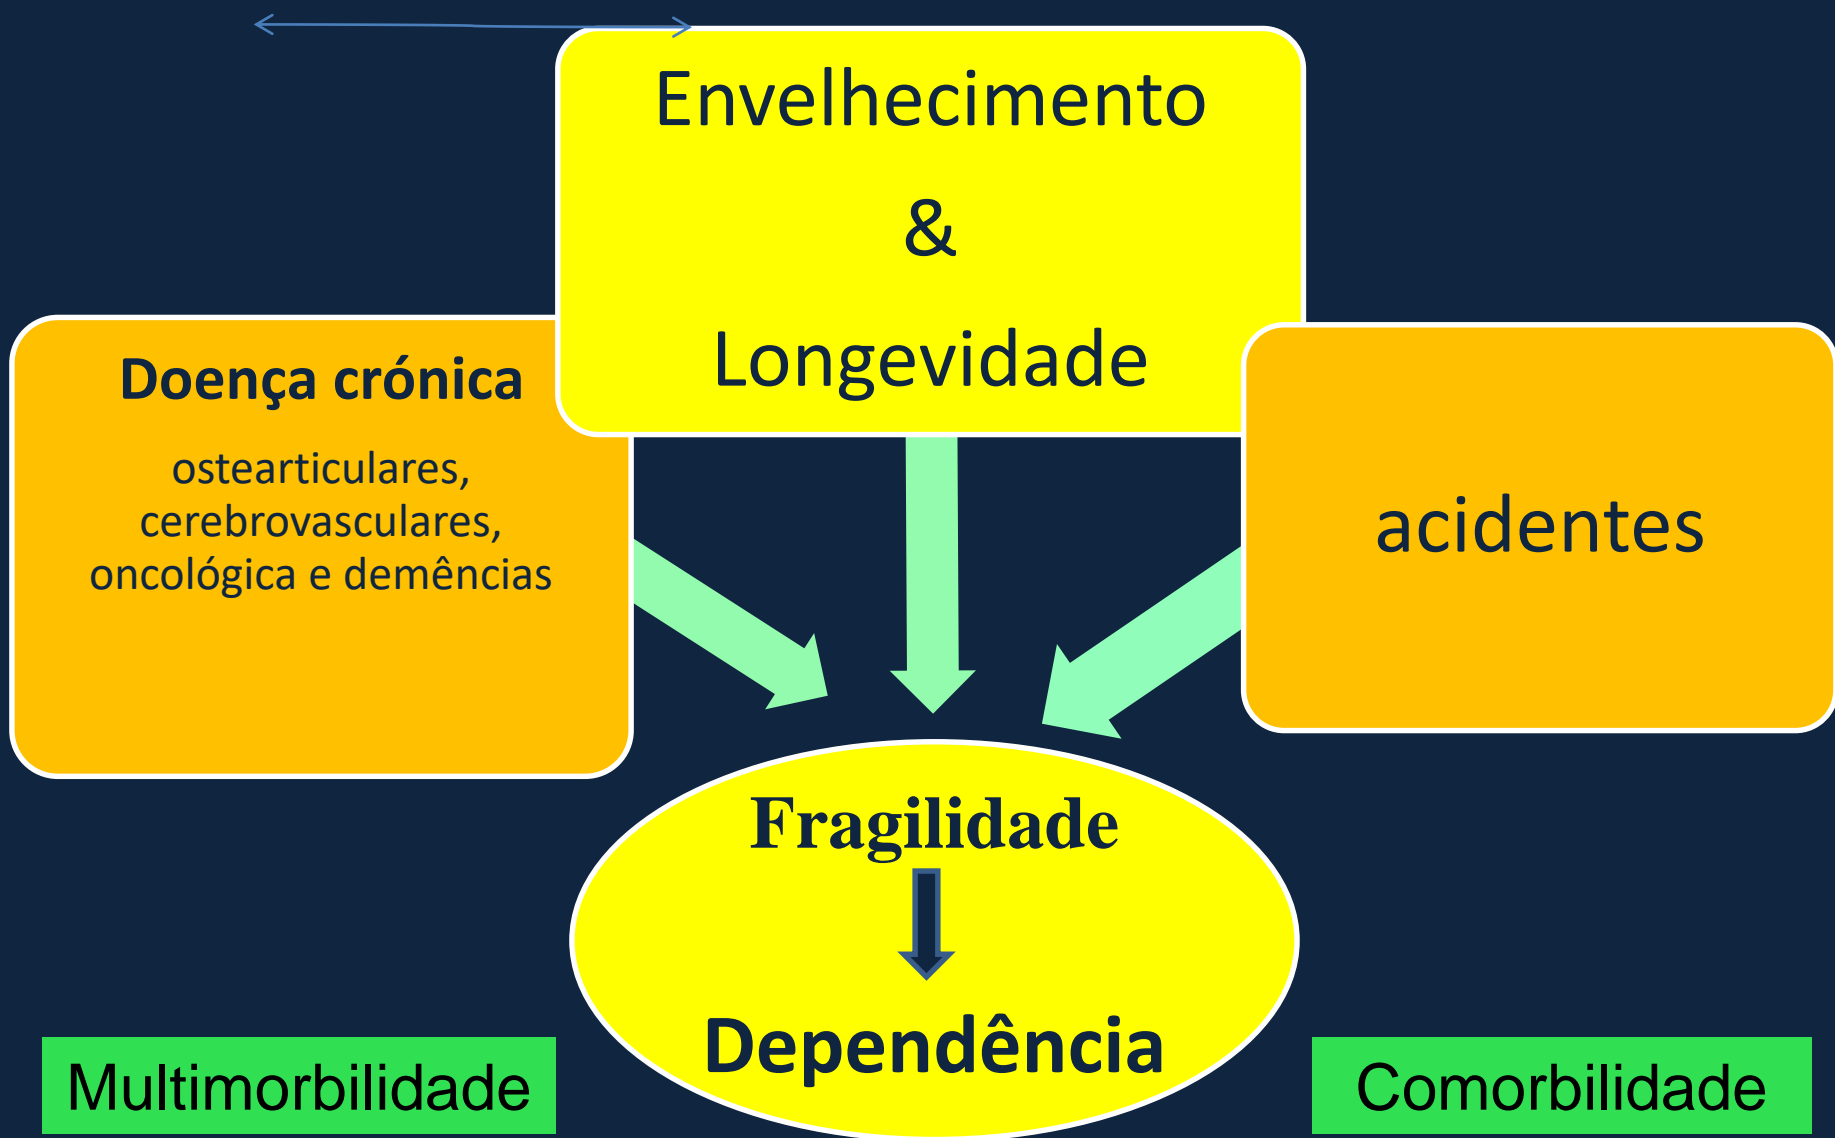 Envelhecimento
&
Longevidade
Doença crónica
ostearticulares,
cerebrovasculares,
oncológica e demências
acidentes
Fragilidade
Dependência
Multimorbilidade
Comorbilidade